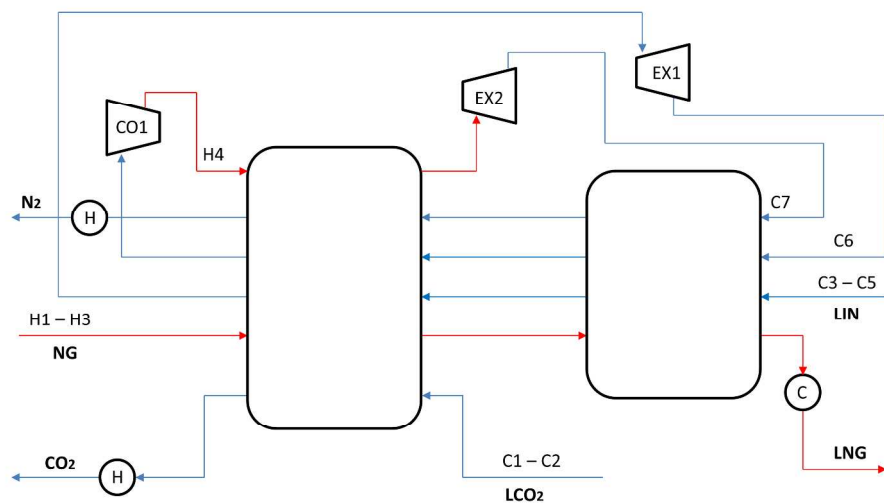 EX1
EX2
CO1
H4
N₂
H
C7
C6
C3 – C5
LIN
H1 – H3
NG
C
C1 – C2
LCO₂
CO₂
H
LNG